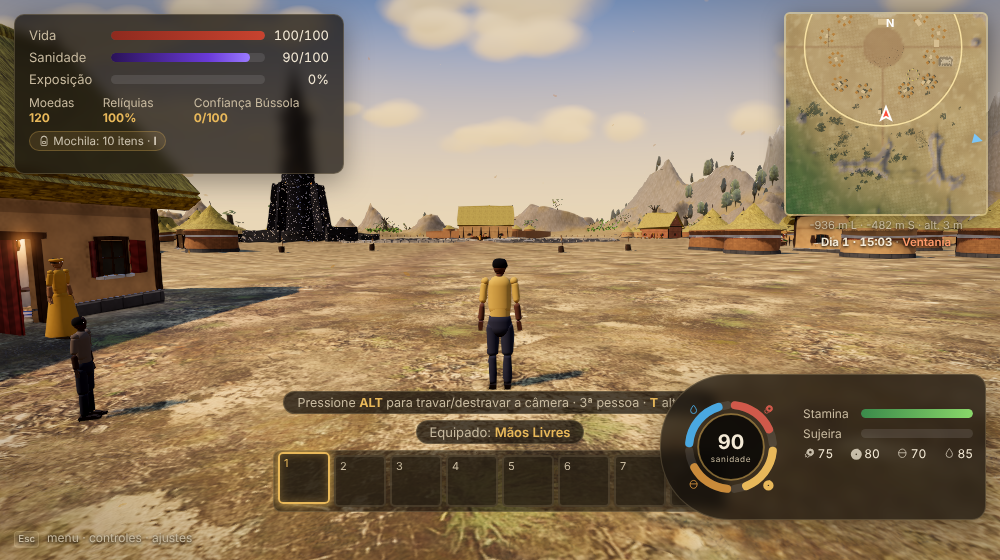 Vida 100/100
Sanidade 90/100
Exposição 0%
Moedas Relíquias Confiança Bússola
120 100% 0/100
Mochila: 10 itens · I
N
-936 m L · -482 m S · alt. 3 m
Dia 1 · 15:03 Ventania
Pressione ALT para travar/destravar a câmera · 3ª pessoa · T alt
Equipado: Mãos Livres
1 2 3 4 5 6 7
90
sanidade
Stamina
Sujeira
75 80 70 85
Esc menu · controles · ajustes